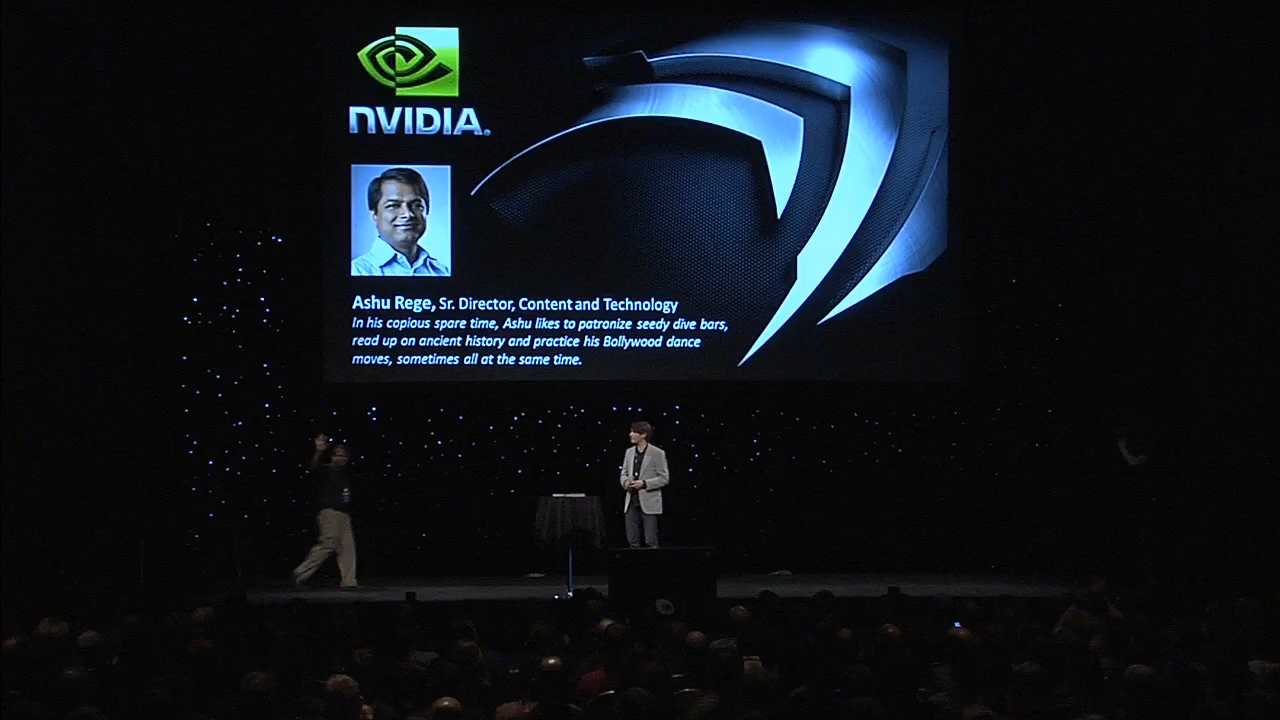 NVIDIA.
Ashu Rege, Sr. Director, Content and Technology
In his copious spare time, Ashu likes to patronize seedy dive bars,
read up on ancient history and practice his Bollywood dance
moves, sometimes all at the same time.